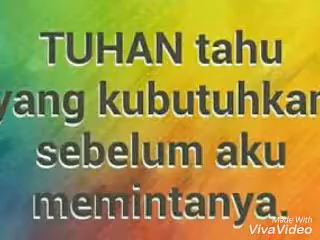 TUHAN tahu
yang kubutuhkan
sebelum aku
memintanya.
Made With
VivaVideo